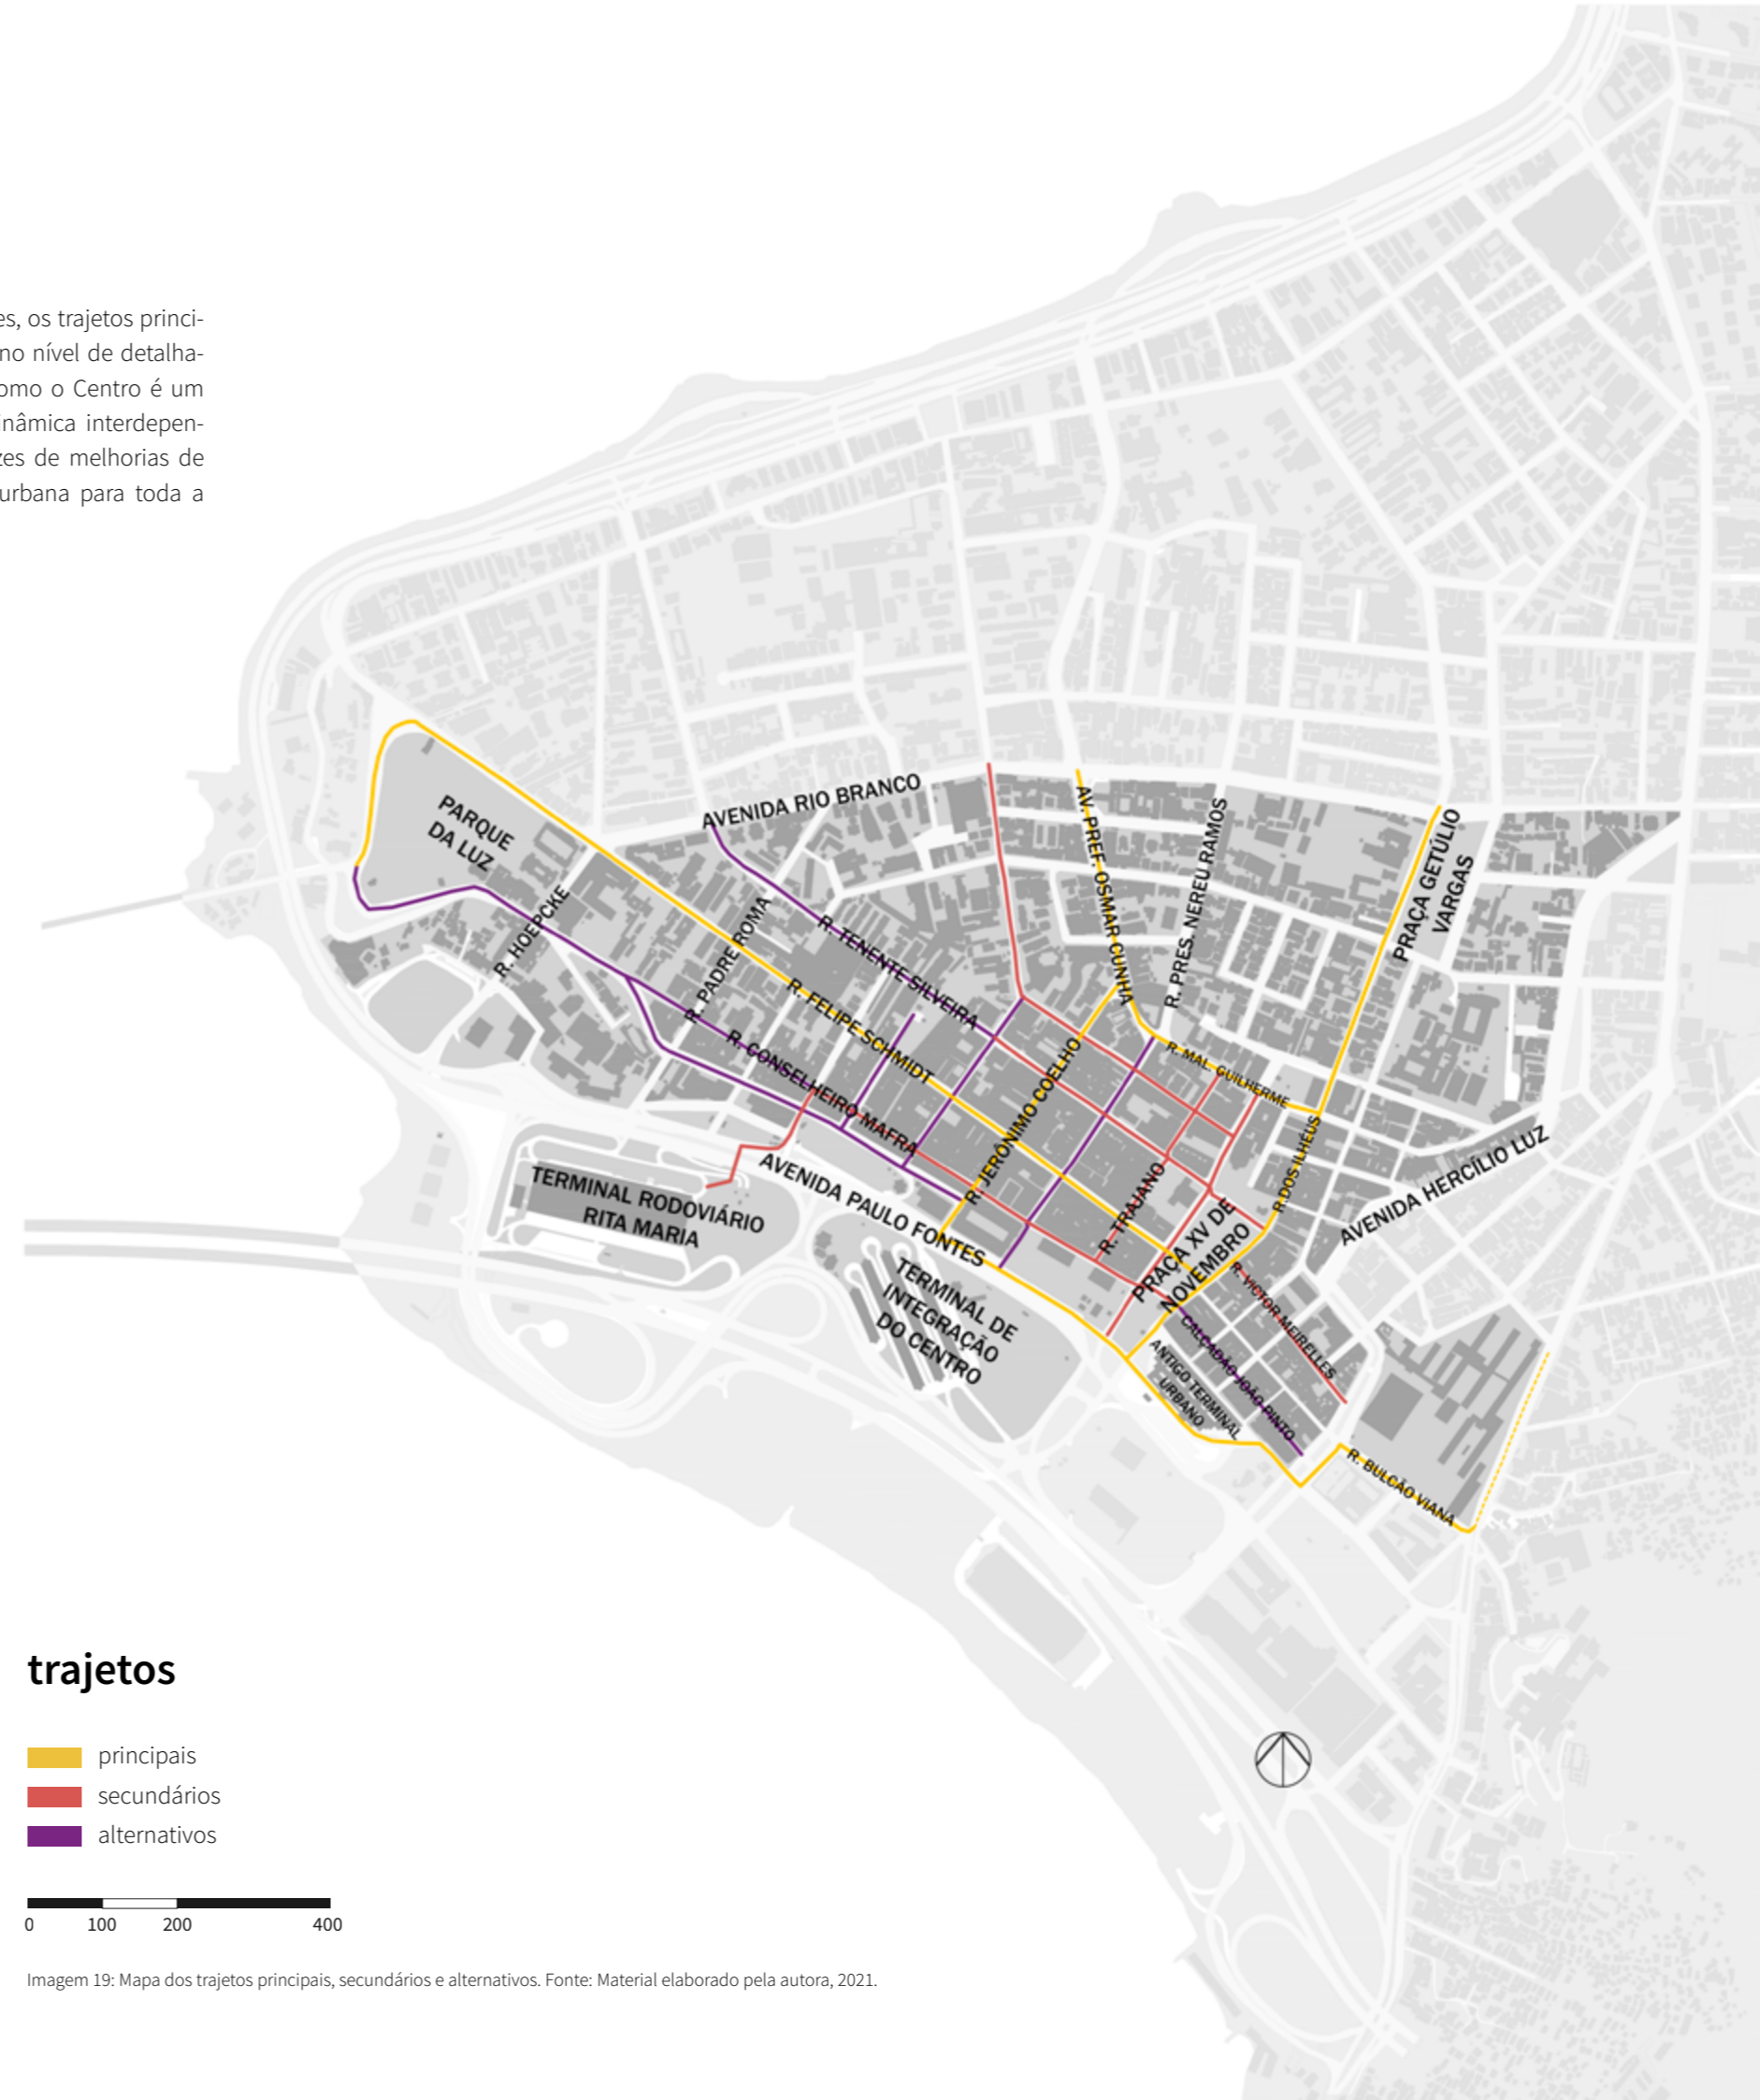 es, os trajetos princi-
no nível de detalha-
omo o Centro é um
inâmica interdepen-
zes de melhorias de
urbana para toda a
PARQUE
DA LUZ
R. HOEPCKE
AVENIDA RIO BRANCO
R. PADRE ROMA
R. TENENTE SILVEIRA
R. FELIPE SCHMIDT
R. CONSELHEIRO MAFRA
AV. PREF. OSMAR CUNHA
R. PRES. NEREU RAMOS
PRAÇA GETÚLIO
VARGAS
R. MAL. GUILHERME
R. JERÔNIMO COELHO
R. DOS ILHÉUS
R. TRAJANO
AVENIDA HERCÍLIO LUZ
PRAÇA XV DE
NOVEMBRO
AVENIDA PAULO FONTES
TERMINAL RODOVIÁRIO
RITA MARIA
TERMINAL DE
INTEGRAÇÃO
DO CENTRO
R. VICTOR MEIRELLES
CALÇADÃO JOÃO PINTO
ANTIGO TERMINAL
URBANO
R. BULCÃO VIANA
trajetos
principais
secundários
alternativos
0 100 200 400
Imagem 19: Mapa dos trajetos principais, secundários e alternativos. Fonte: Material elaborado pela autora, 2021.